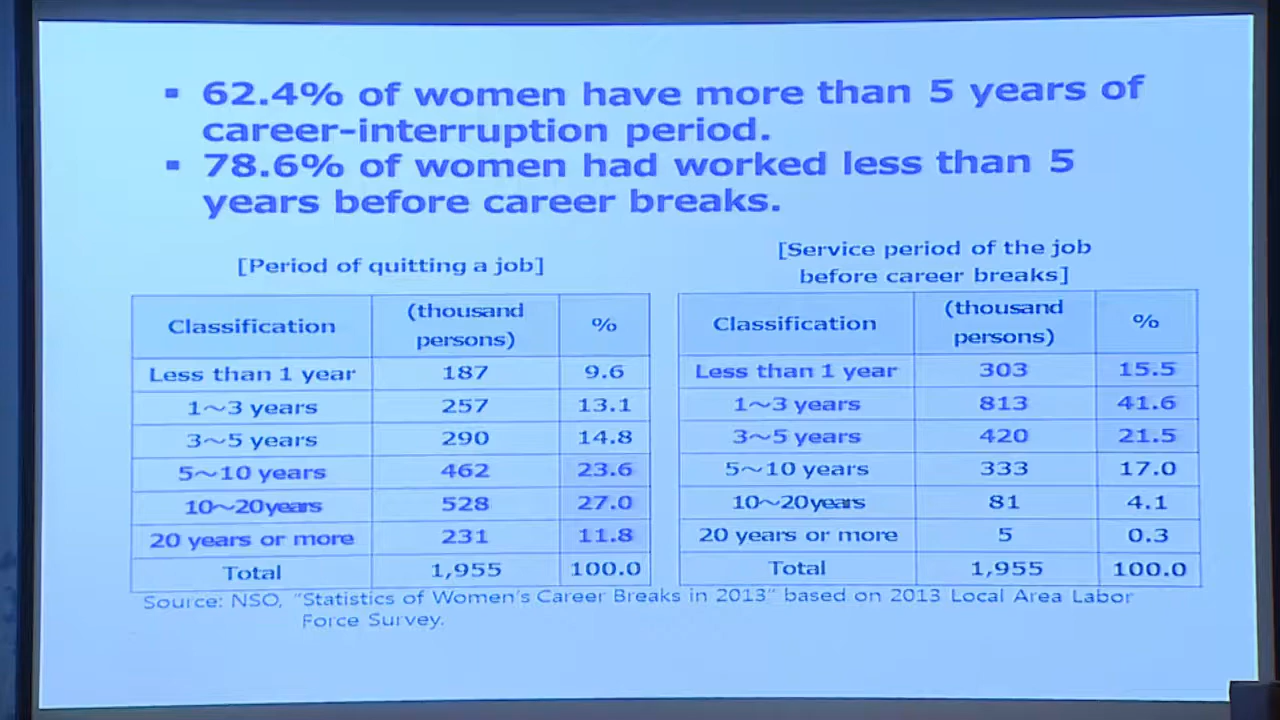 ▪ 62.4% of women have more than 5 years of
career-interruption period.
▪ 78.6% of women had worked less than 5
years before career breaks.
[Period of quitting a job]
Classification (thousand persons) %
Less than 1 year 187 9.6
1~3 years 257 13.1
3~5 years 290 14.8
5~10 years 462 23.6
10~20years 528 27.0
20 years or more 231 11.8
Total 1,955 100.0
[Service period of the job
before career breaks]
Classification (thousand persons) %
Less than 1 year 303 15.5
1~3 years 813 41.6
3~5 years 420 21.5
5~10 years 333 17.0
10~20years 81 4.1
20 years or more 5 0.3
Total 1,955 100.0
Source: NSO, "Statistics of Women's Career Breaks in 2013" based on 2013 Local Area Labor
Force Survey.